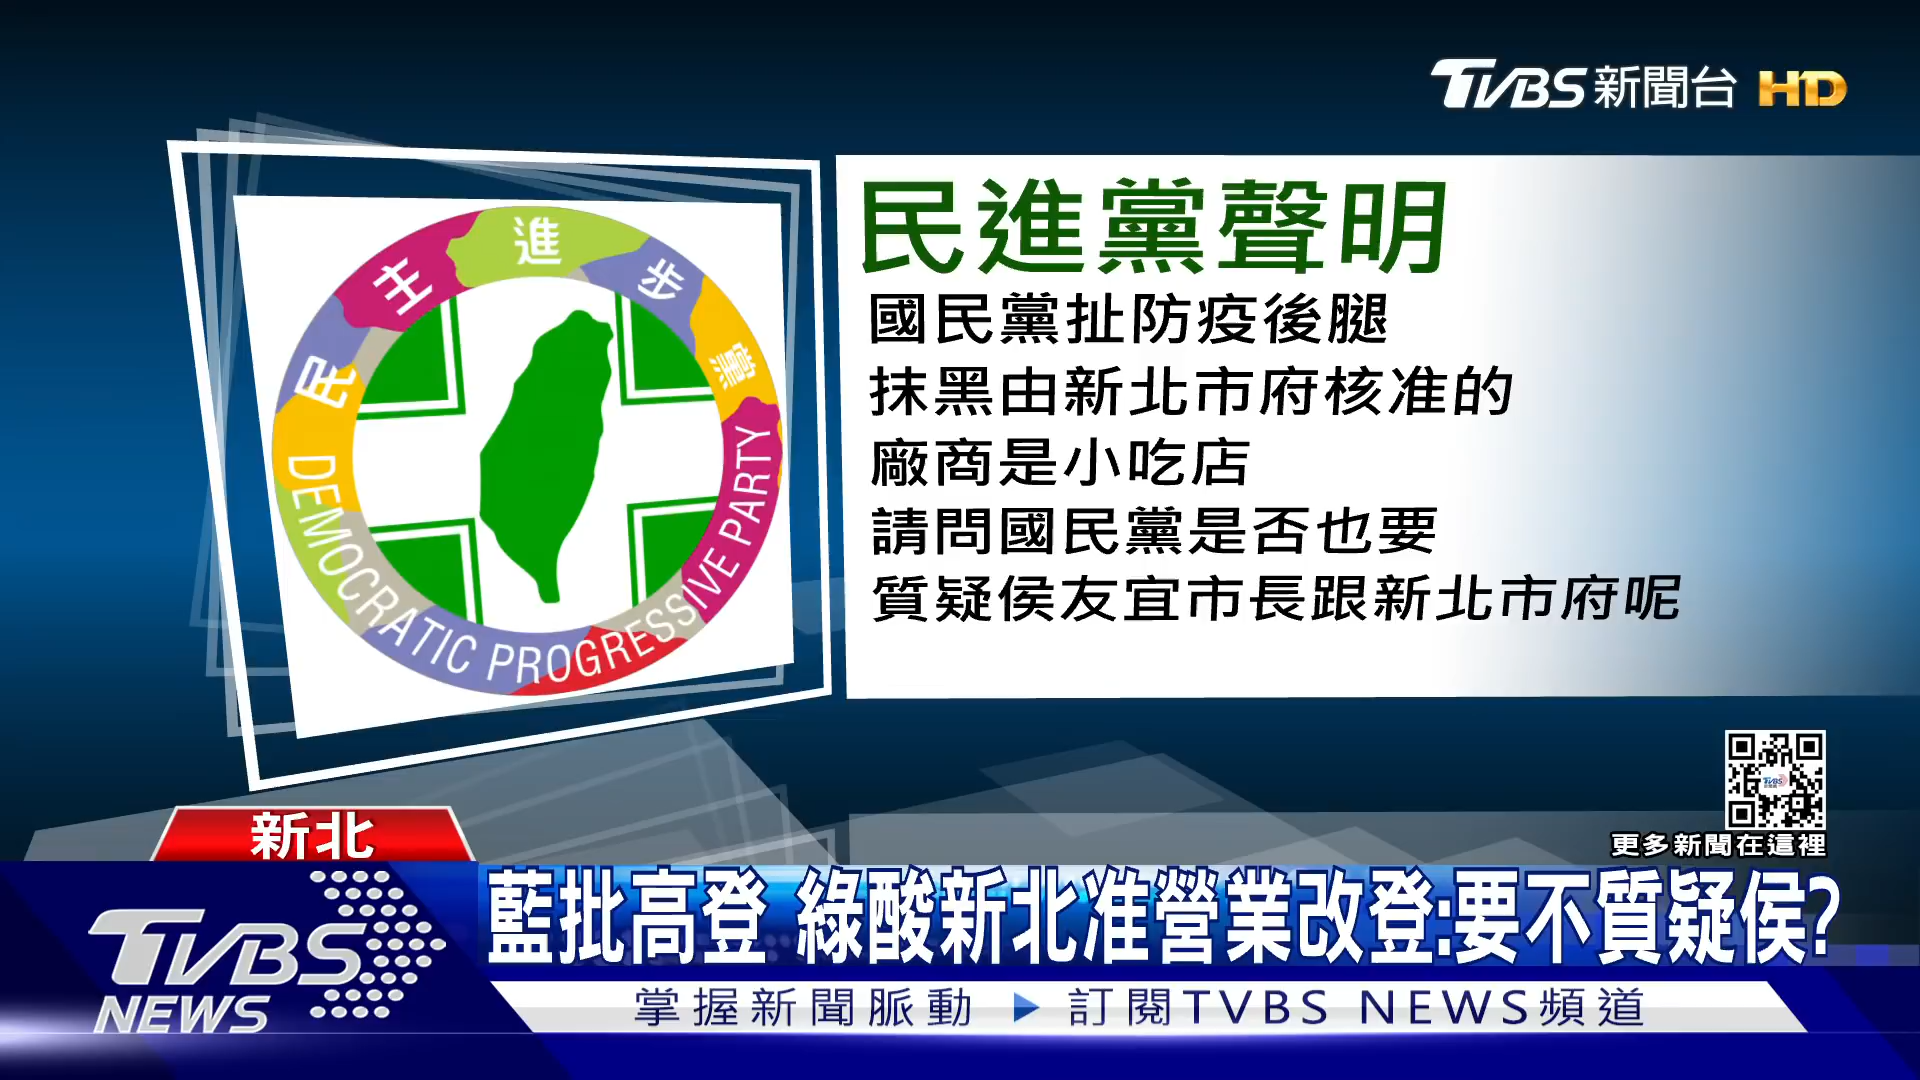 TVBS新聞台 HD
民主進步黨
DEMOCRATIC PROGRESSIVE PARTY
民進黨聲明
國民黨扯防疫後腿
抹黑由新北市府核准的
廠商是小吃店
請問國民黨是否也要
質疑侯友宜市長跟新北市府呢
TVBS
更多新聞在這裡
新北
藍批高登 綠酸新北准營業改登:要不質疑侯?
TVBS
NEWS
掌握新聞脈動 ▶ 訂閱TVBS NEWS頻道